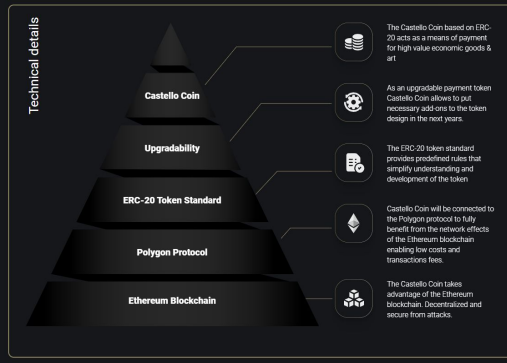 Technical details
Castello Coin
Upgradability
ERC-20 Token Standard
Polygon Protocol
Ethereum Blockchain
The Castello Coin based on ERC-
20 acts as a means of payment
for high value economic goods &
art
As an upgradable payment token
Castello Coin allows to put
necessary add-ons to the token
design in the next years.
The ERC-20 token standard
provides predefined rules that
simplify understanding and
development of the token
Castello Coin will be connected to
the Polygon protocol to fully
benefit from the network effects
of the Ethereum blockchain
enabling low costs and
transactions fees.
The Castello Coin takes
advantage of the Ethereum
blockchain. Decentralized and
secure from attacks.